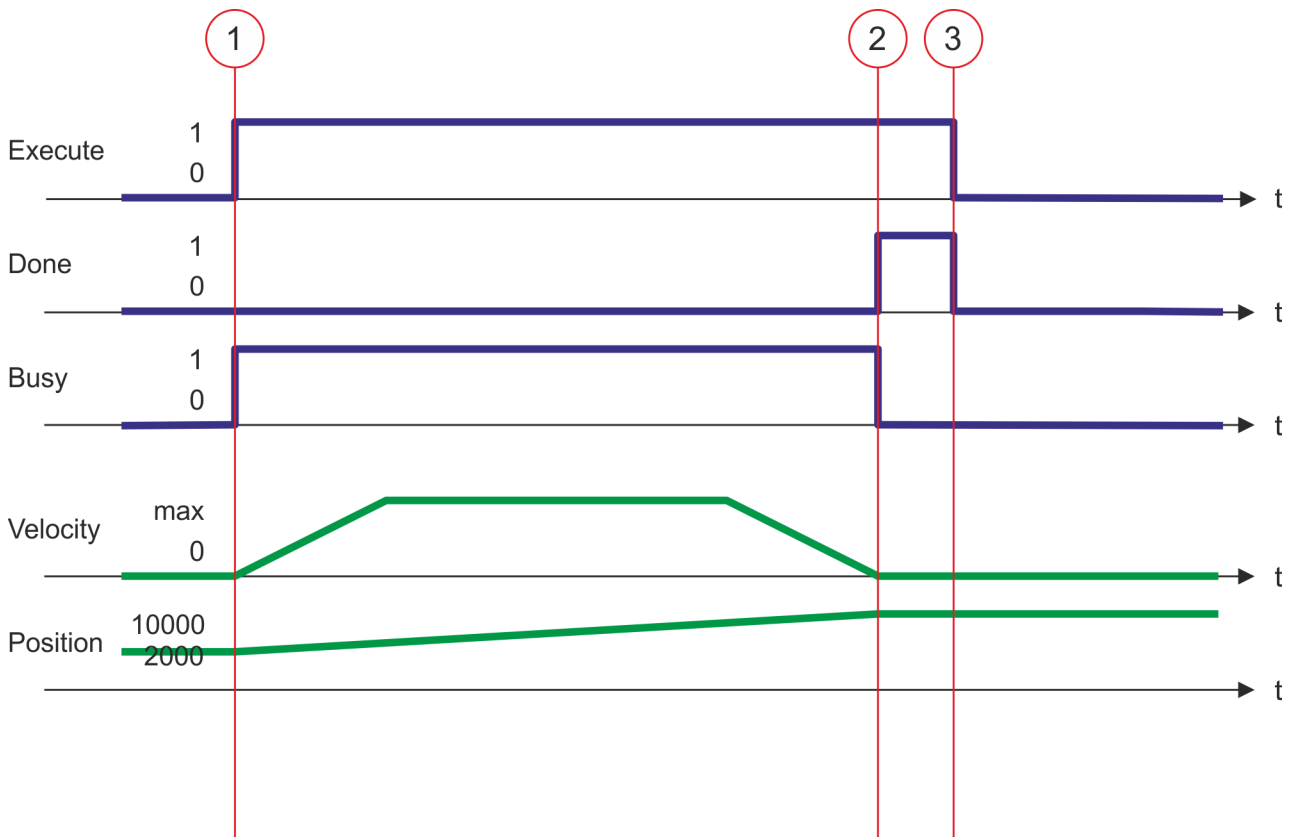 1 2 3
Execute 1
0
t
Done 1
0
t
Busy 1
0
t
Velocity max
0
t
Position 10000
2000
t